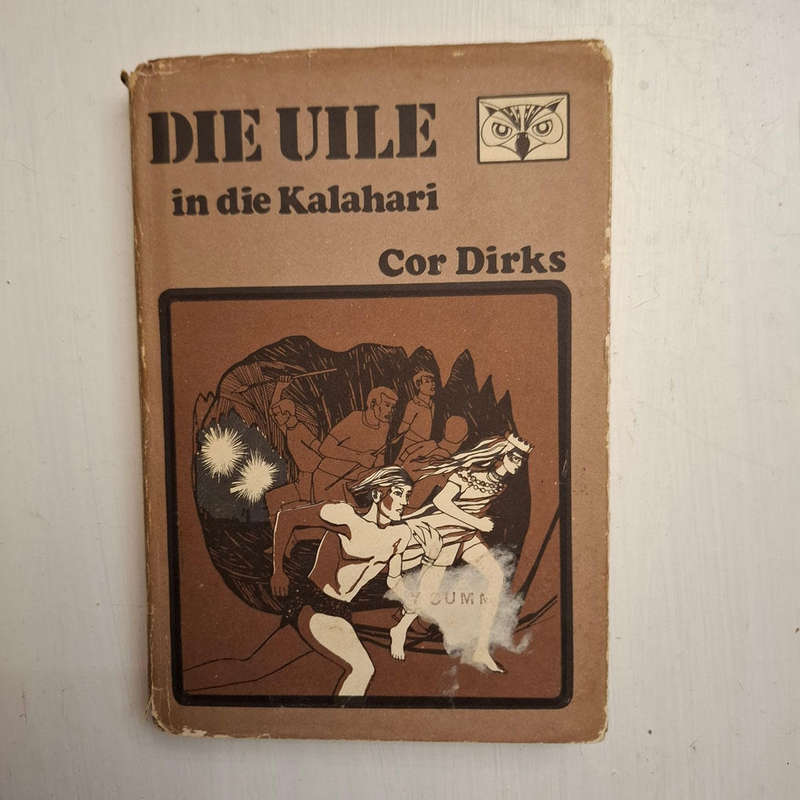 DIE UILE
in die Kalahari
Cor Dirks